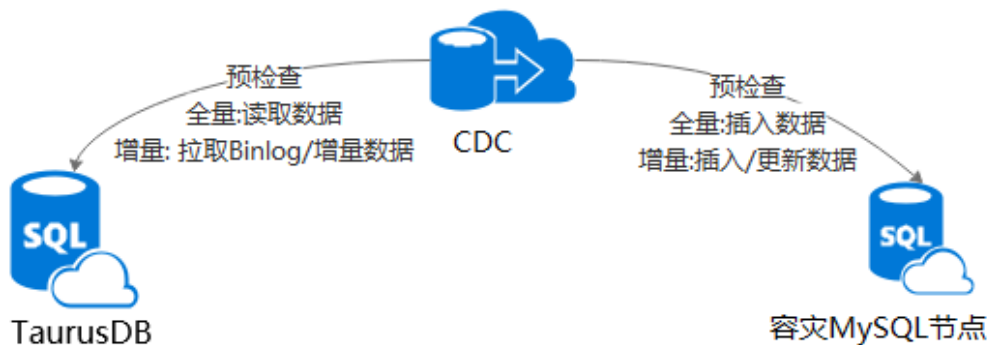 预检查
全量:读取数据
增量: 拉取Binlog/增量数据
CDC
预检查
全量:插入数据
增量:插入/更新数据
SQL
TaurusDB
SQL
容灾MySQL节点